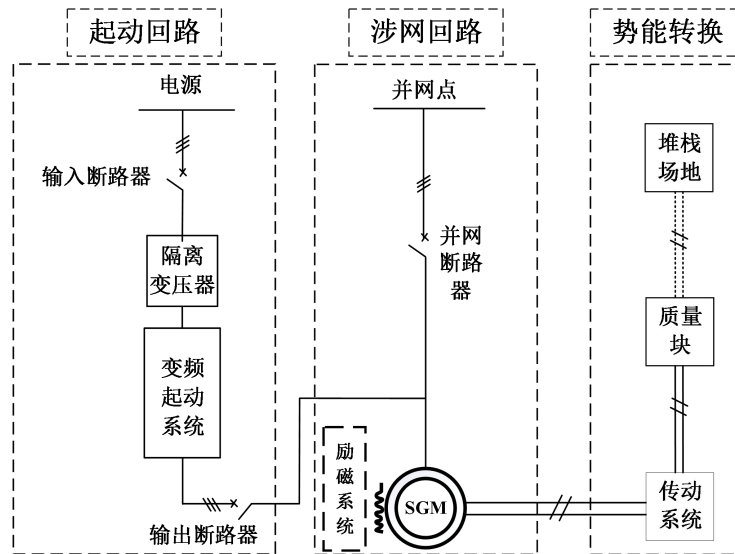 起动回路
涉网回路
势能转换
电源
输入断路器
隔离
变压器
变频
起动
系统
输出断路器
并网点
并网
断路
器
励
磁
系
统
SGM
堆栈
场地
质量
块
传动
系统